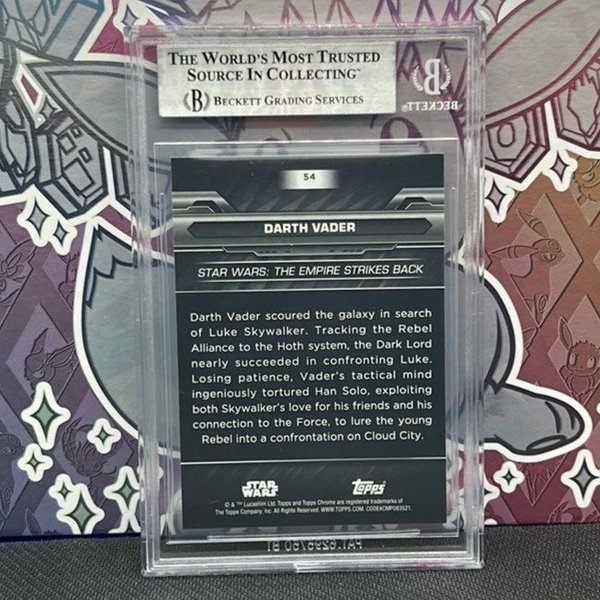 THE WORLD'S MOST TRUSTED
SOURCE IN COLLECTING™
B BECKETT GRADING SERVICES
B
BECKETT®
54
DARTH VADER
STAR WARS: THE EMPIRE STRIKES BACK
Darth Vader scoured the galaxy in search
of Luke Skywalker. Tracking the Rebel
Alliance to the Hoth system, the Dark Lord
nearly succeeded in confronting Luke.
Losing patience, Vader's tactical mind
ingeniously tortured Han Solo, exploiting
both Skywalker's love for his friends and his
connection to the Force, to lure the young
Rebel into a confrontation on Cloud City.
STAR WARS
Topps
© & ™ Lucasfilm Ltd. Topps and Topps Chrome are registered trademarks of
The Topps Company, Inc. All Rights Reserved. WWW.TOPPS.COM CODE#CMP083521